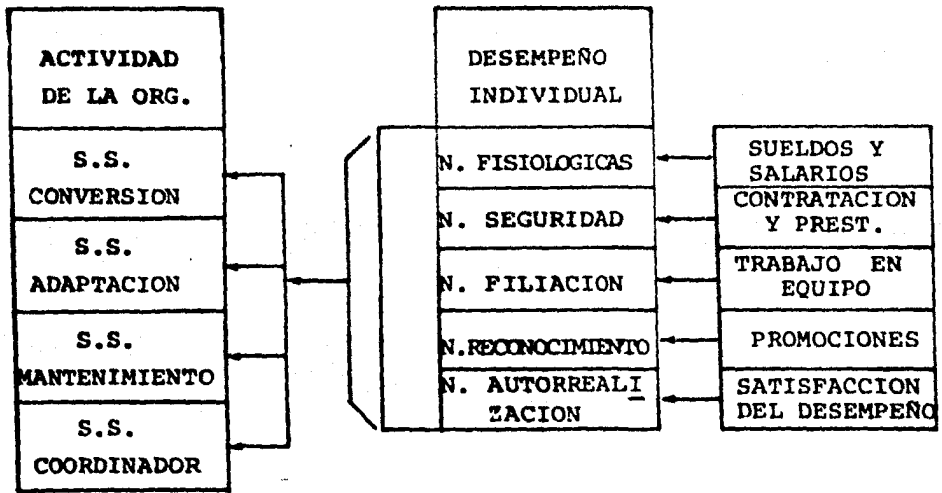 ACTIVIDAD
DE LA ORG.
S.S.
CONVERSION
S.S.
ADAPTACION
S.S.
MANTENIMIENTO
S.S.
COORDINADOR
DESEMPEÑO
INDIVIDUAL
N. FISIOLOGICAS
N. SEGURIDAD
N. FILIACION
N.RECONOCIMIENTO
N. AUTORREALI
ZACION
SUELDOS Y
SALARIOS
CONTRATACION
Y PREST.
TRABAJO EN
EQUIPO
PROMOCIONES
SATISFACCION
DEL DESEMPEÑO